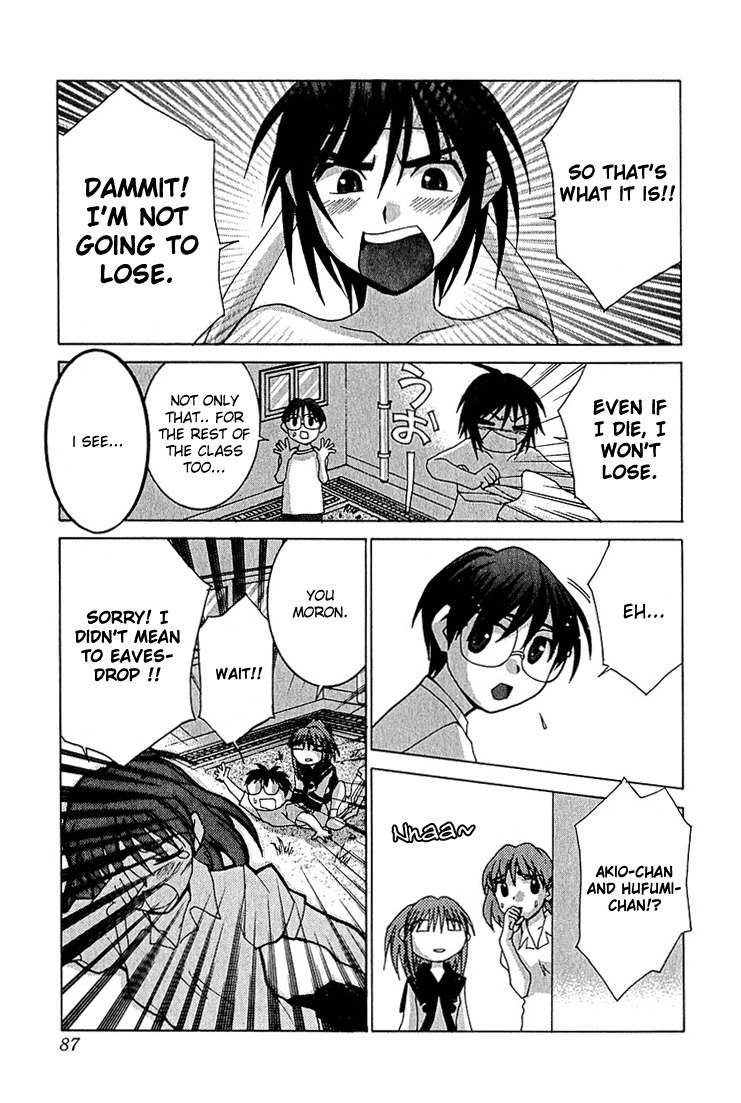 SO THAT'S
WHAT IT IS!!
DAMMIT!
I'M NOT
GOING TO
LOSE.
EVEN IF
I DIE, I
WON'T
LOSE.
うおー
NOT ONLY
THAT.. FOR
THE REST OF
THE CLASS
TOO...
I SEE...
EH...
AKIO-CHAN
AND HUFUMI-
CHAN!?
Nhaan~
YOU
MORON.
WAIT!!
SORRY! I
DIDN'T MEAN
TO EAVES-
DROP !!
87